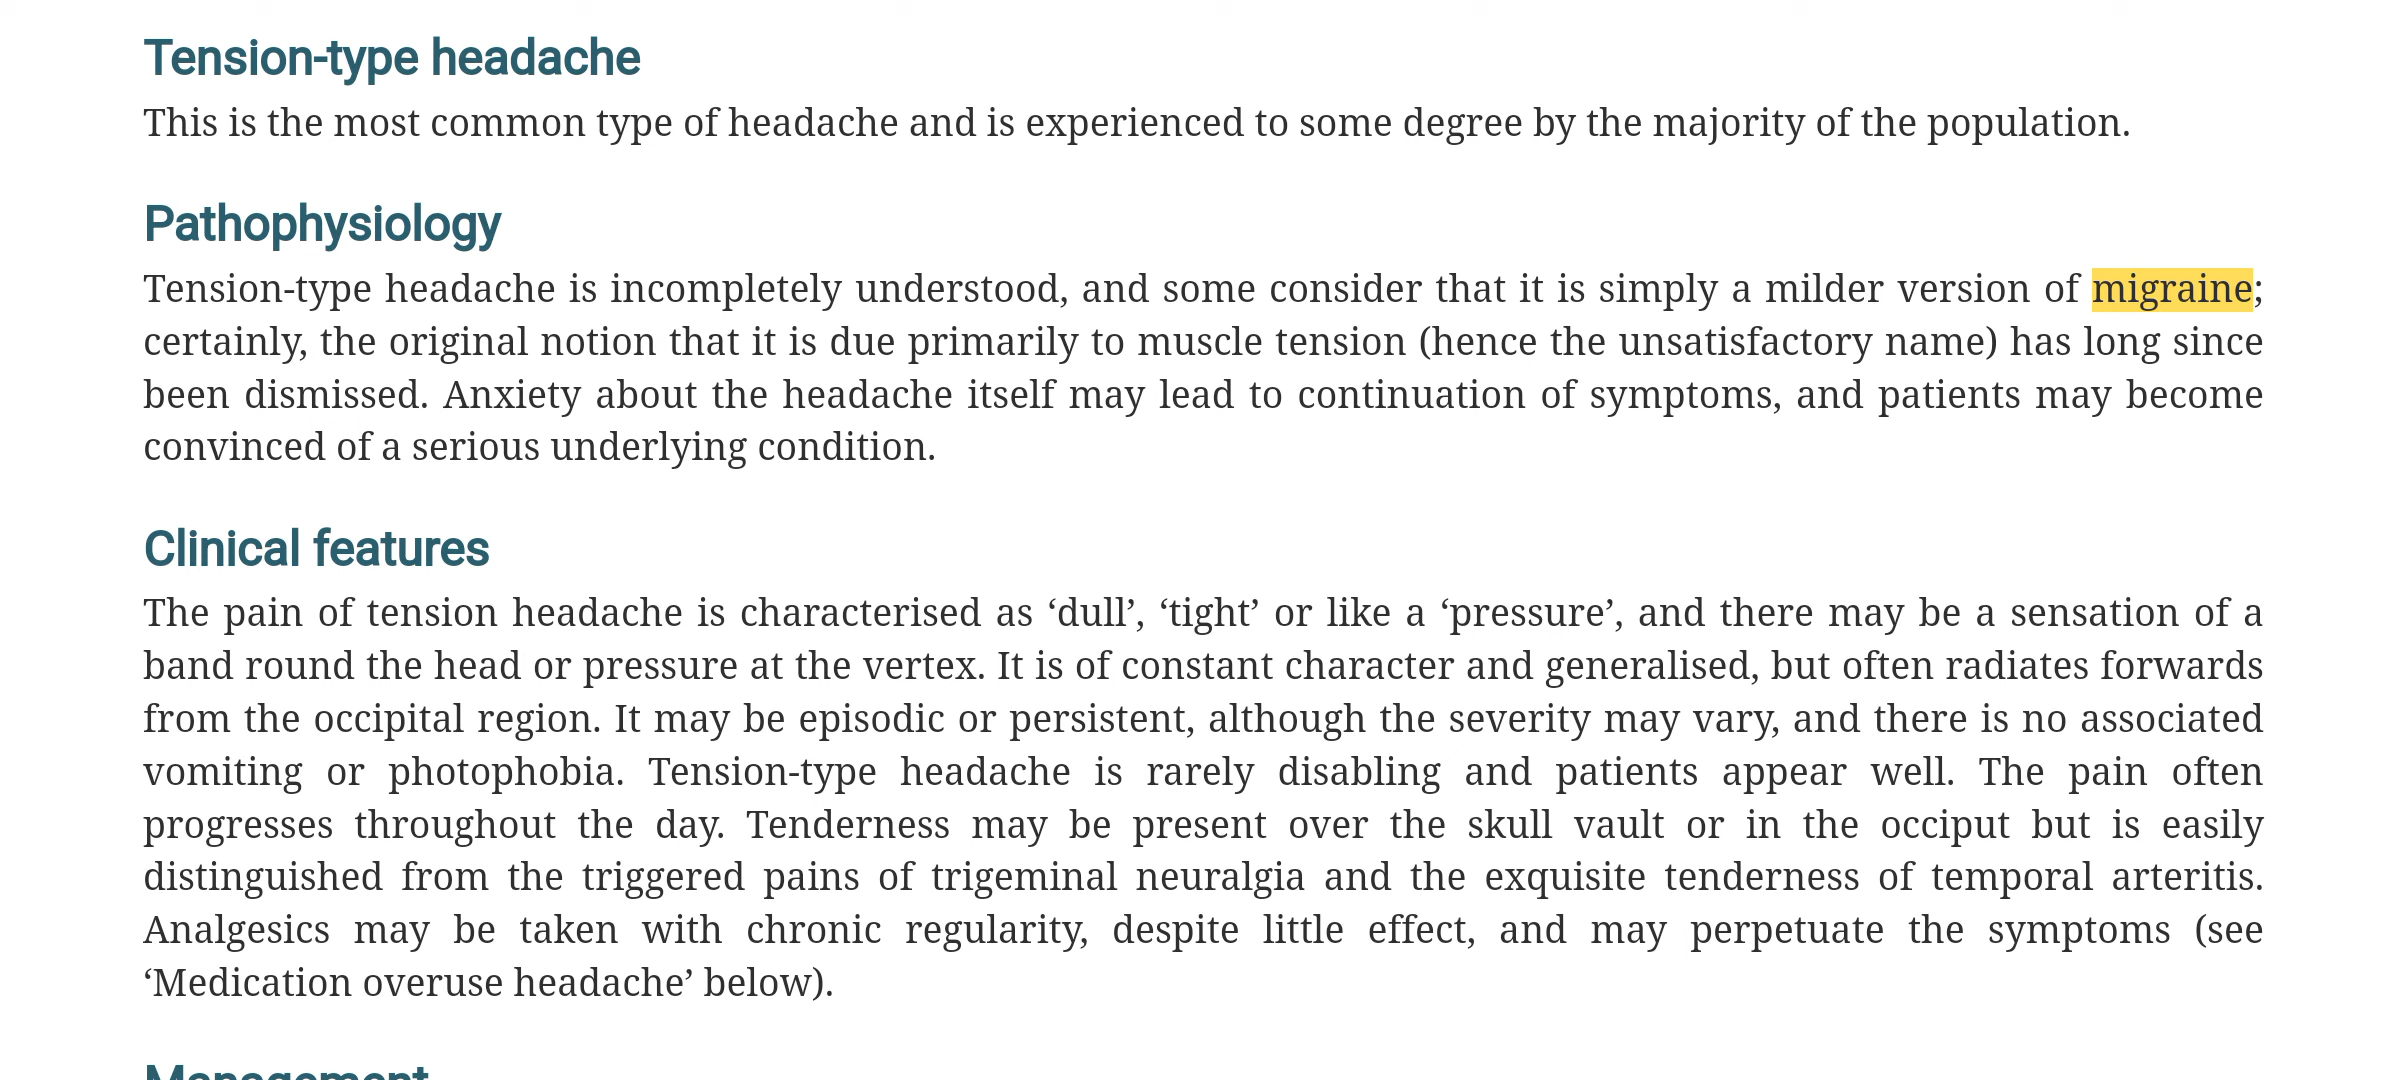 Tension-type headache
This is the most common type of headache and is experienced to some degree by the majority of the population.
Pathophysiology
Tension-type headache is incompletely understood, and some consider that it is simply a milder version of migraine;
certainly, the original notion that it is due primarily to muscle tension (hence the unsatisfactory name) has long since
been dismissed. Anxiety about the headache itself may lead to continuation of symptoms, and patients may become
convinced of a serious underlying condition.
Clinical features
The pain of tension headache is characterised as ‘dull’, ‘tight’ or like a ‘pressure’, and there may be a sensation of a
band round the head or pressure at the vertex. It is of constant character and generalised, but often radiates forwards
from the occipital region. It may be episodic or persistent, although the severity may vary, and there is no associated
vomiting or photophobia. Tension-type headache is rarely disabling and patients appear well. The pain often
progresses throughout the day. Tenderness may be present over the skull vault or in the occiput but is easily
distinguished from the triggered pains of trigeminal neuralgia and the exquisite tenderness of temporal arteritis.
Analgesics may be taken with chronic regularity, despite little effect, and may perpetuate the symptoms (see
‘Medication overuse headache’ below).
Management